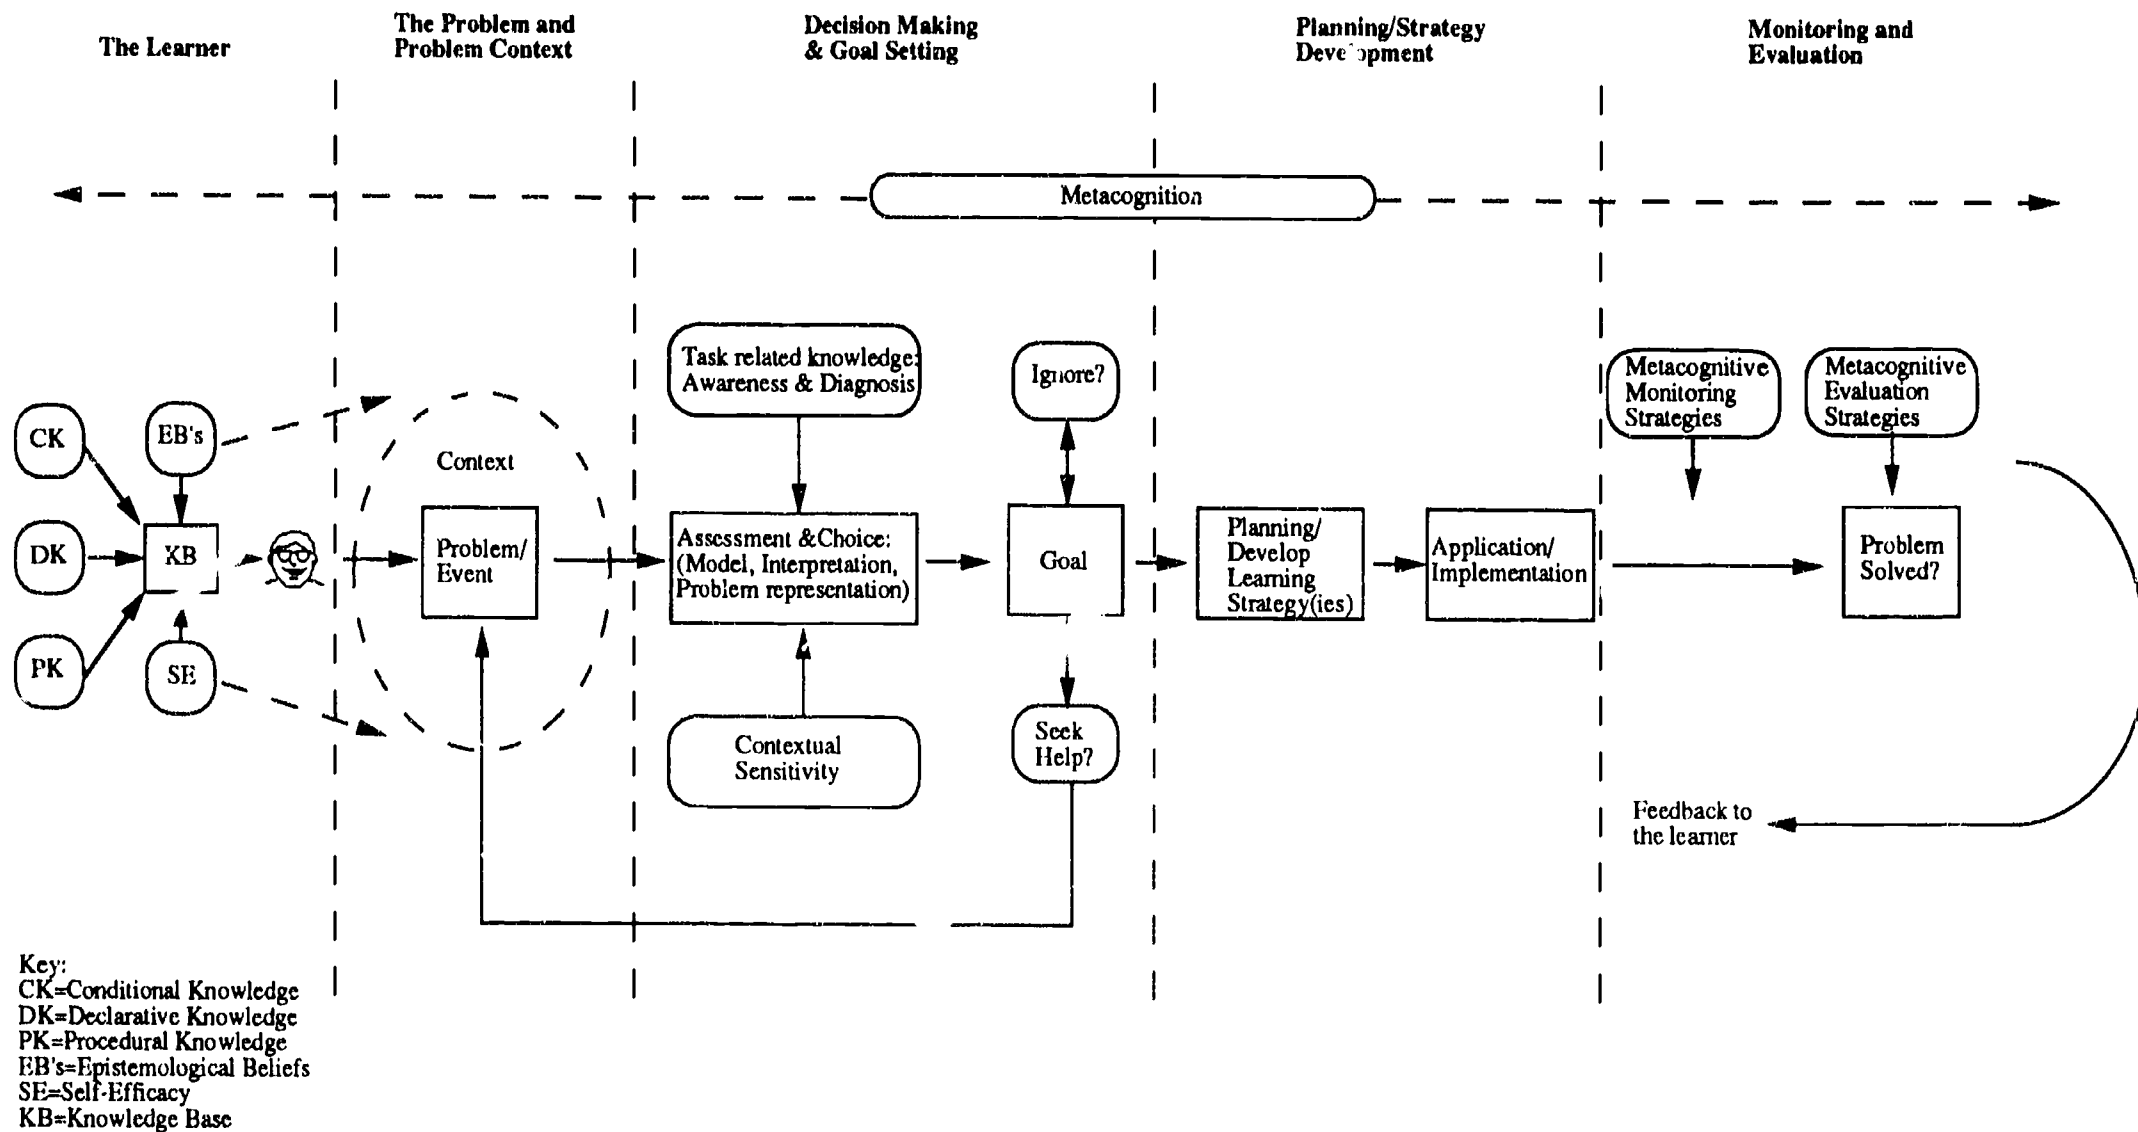 The Learner
The Problem and
Problem Context
Decision Making
& Goal Setting
Planning/Strategy
Monitoring and
Evaluation
Metacognition
Task related knowledge:
Awareness & Diagnosis
Ignore?
Metacognitive
Monitoring
Strategies
Metacognitive
Evaluation
Strategies
CK
EB's
Context
DK
KB
Problem/
Event
Assessment &Choice:
(Model, Interpretation,
Problem representation)
Goal
Planning/
Develop
Learning
Strategy(ies)
Application/
Implementation
Problem
Solved?
PK
SE
Contextual
Sensitivity
Seek
Help?
Feedback to
the learner
Key:
CK=Conditional Knowledge
DK=Declarative Knowledge
PK=Procedural Knowledge
EB's=Epistemological Beliefs
SE=Self-Efficacy
KB=Knowledge Base